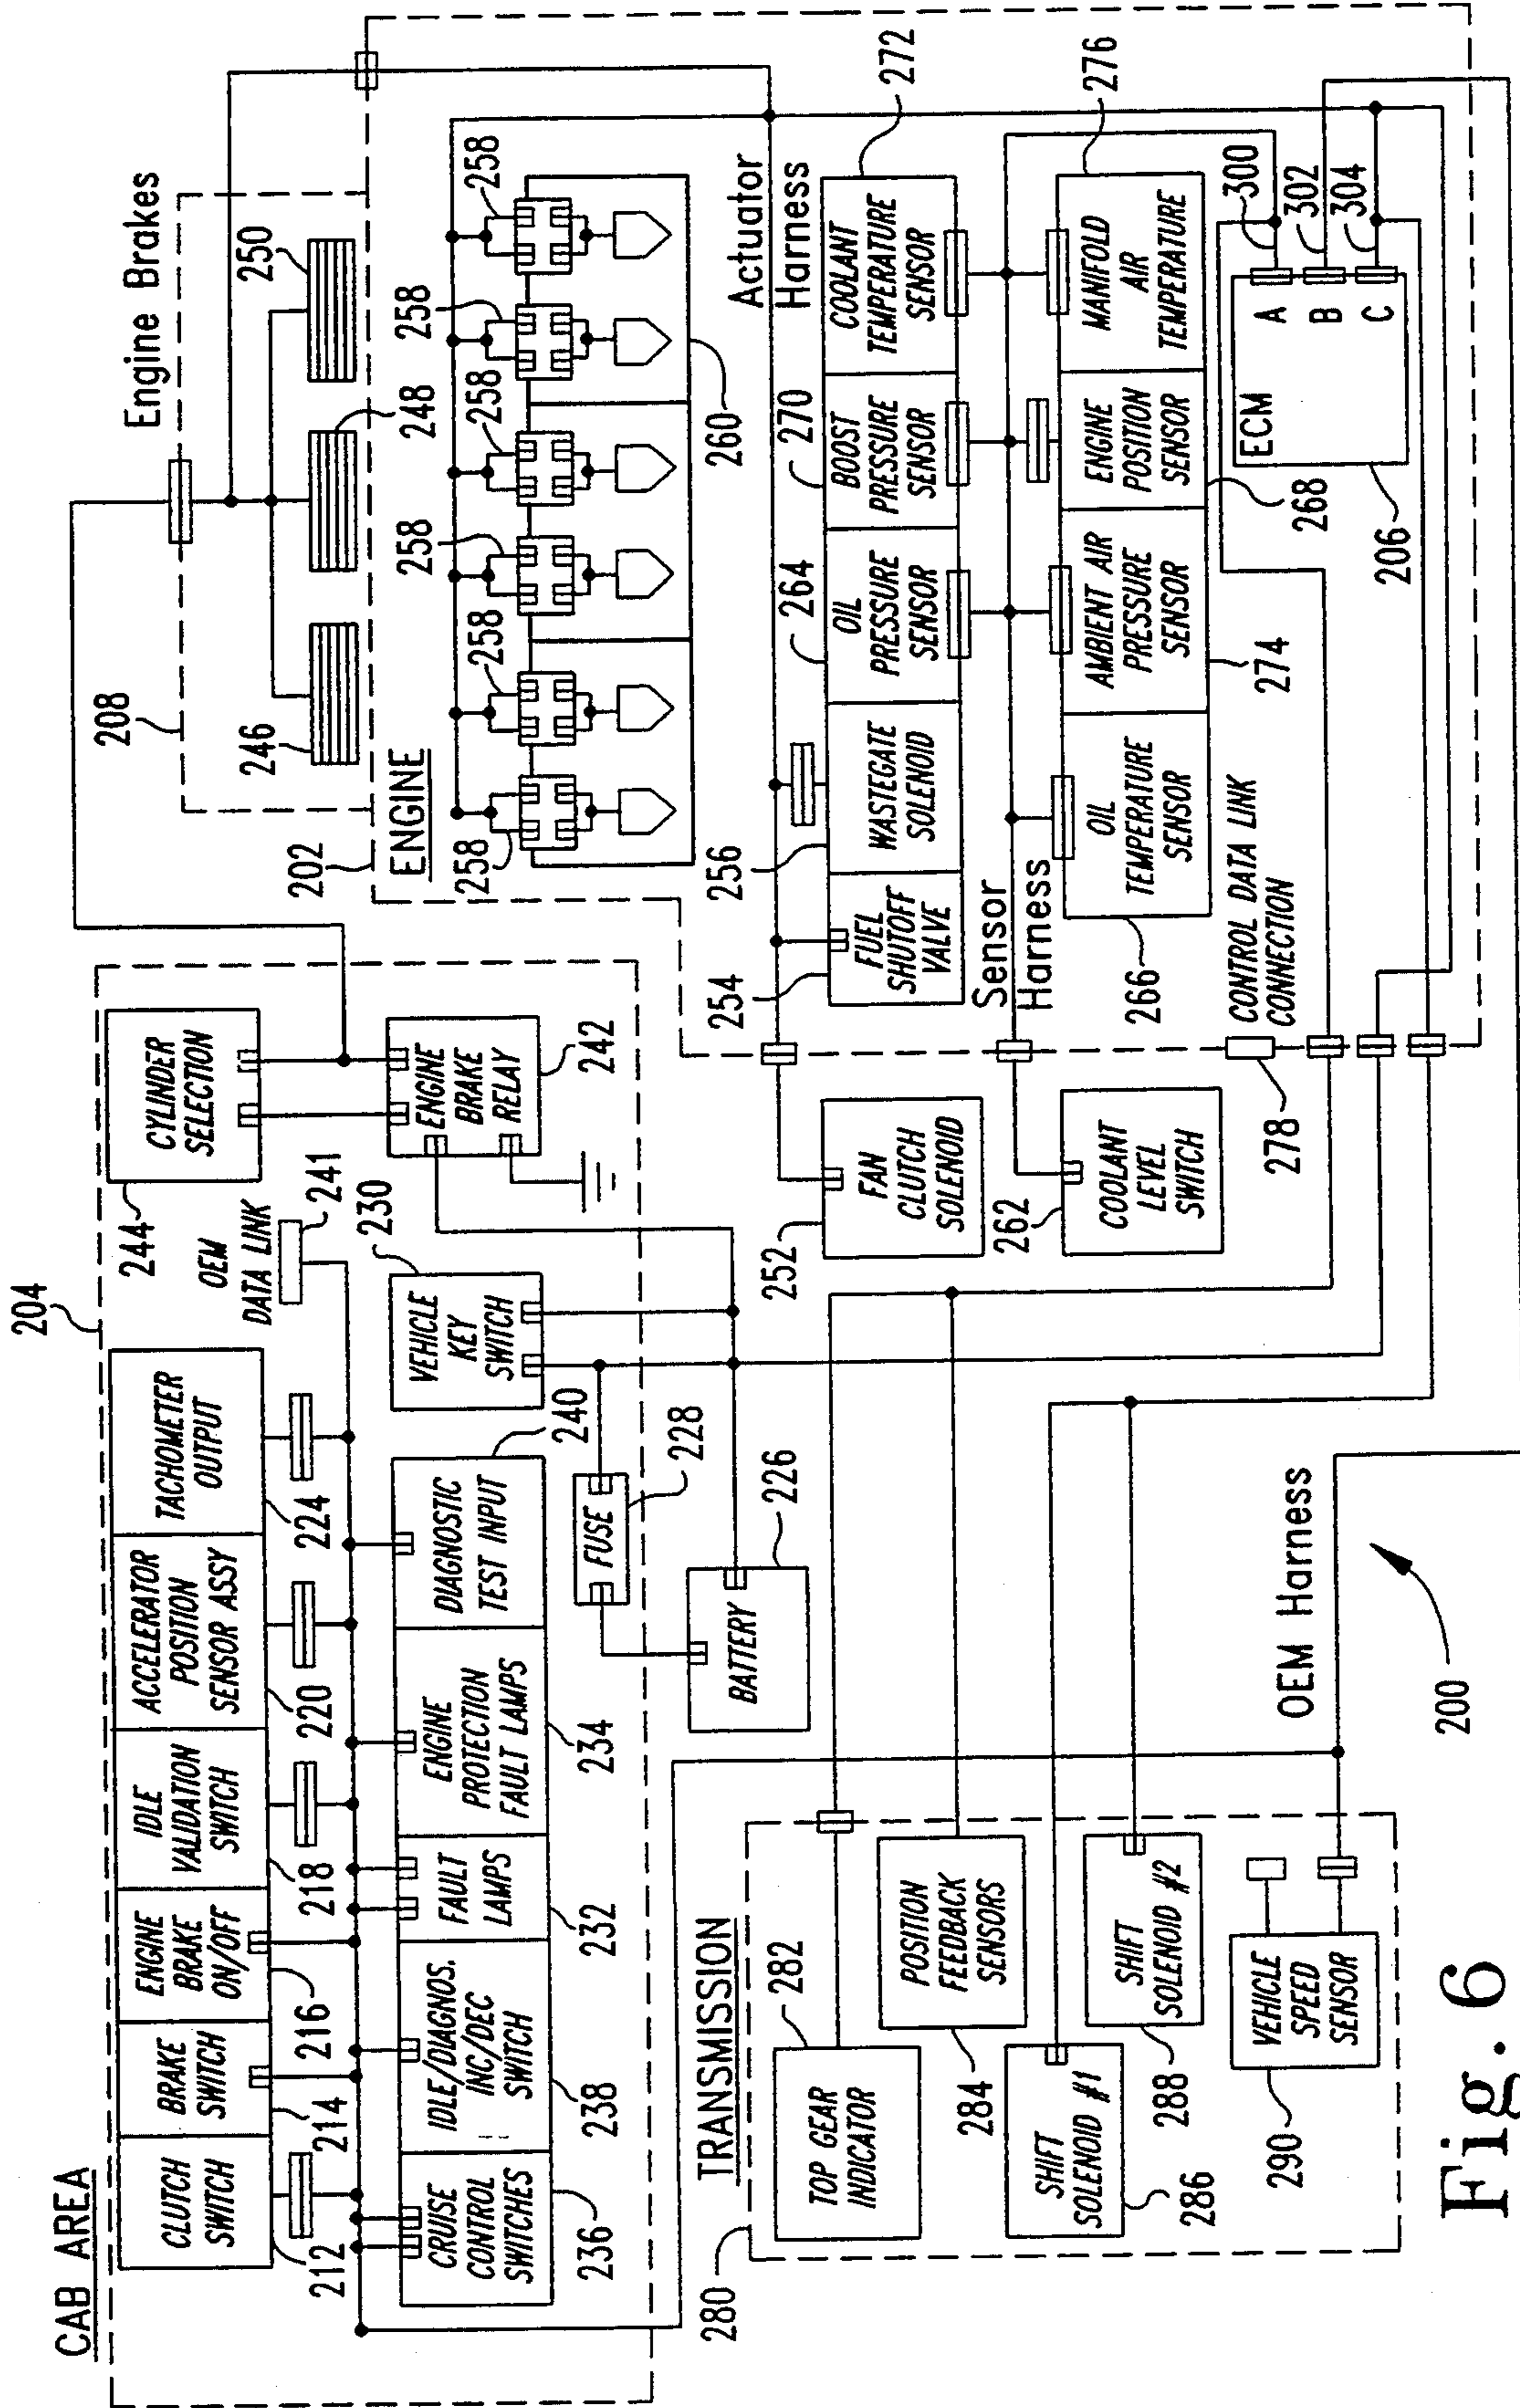 CAB AREA
204
CLUTCH
SWITCH
212
BRAKE
SWITCH
214
ENGINE
BRAKE
ON/OFF
216
IDLE
VALIDATION
SWITCH
218
ACCELERATOR
POSITION
SENSOR ASSY
220
TACHOMETER
OUTPUT
224
OEM
DATA LINK
241
CYLINDER
SELECTION
244
CRUISE
CONTROL
SWITCHES
236
IDLE/DIAGNOS.
INC/DEC
SWITCH
238
FAULT
LAMPS
232
ENGINE
PROTECTION
FAULT LAMPS
234
DIAGNOSTIC
TEST INPUT
240
VEHICLE
KEY
SWITCH
230
ENGINE
BRAKE
RELAY
242
FUSE
228
BATTERY
226
Engine Brakes
208
246
248
250
202
ENGINE
258
258
258
258
258
258
260
Actuator
Harness
254
FUEL
SHUTOFF
VALVE
256
WASTEGATE
SOLENOID
264
OIL
PRESSURE
SENSOR
270
BOOST
PRESSURE
SENSOR
272
COOLANT
TEMPERATURE
SENSOR
Sensor
Harness
266
OIL
TEMPERATURE
SENSOR
AMBIENT AIR
PRESSURE
SENSOR
274
ENGINE
POSITION
SENSOR
268
MANIFOLD
AIR
TEMPERATURE
276
CONTROL DATA LINK
CONNECTION
278
ECM
A
B
C
206
300
302
304
252
FAN
CLUTCH
SOLENOID
262
COOLANT
LEVEL
SWITCH
TRANSMISSION
280
TOP GEAR
INDICATOR
282
POSITION
FEEDBACK
SENSORS
284
SHIFT
SOLENOID #1
286
SHIFT
SOLENOID #2
288
VEHICLE
SPEED
SENSOR
290
OEM Harness
200
Fig. 6